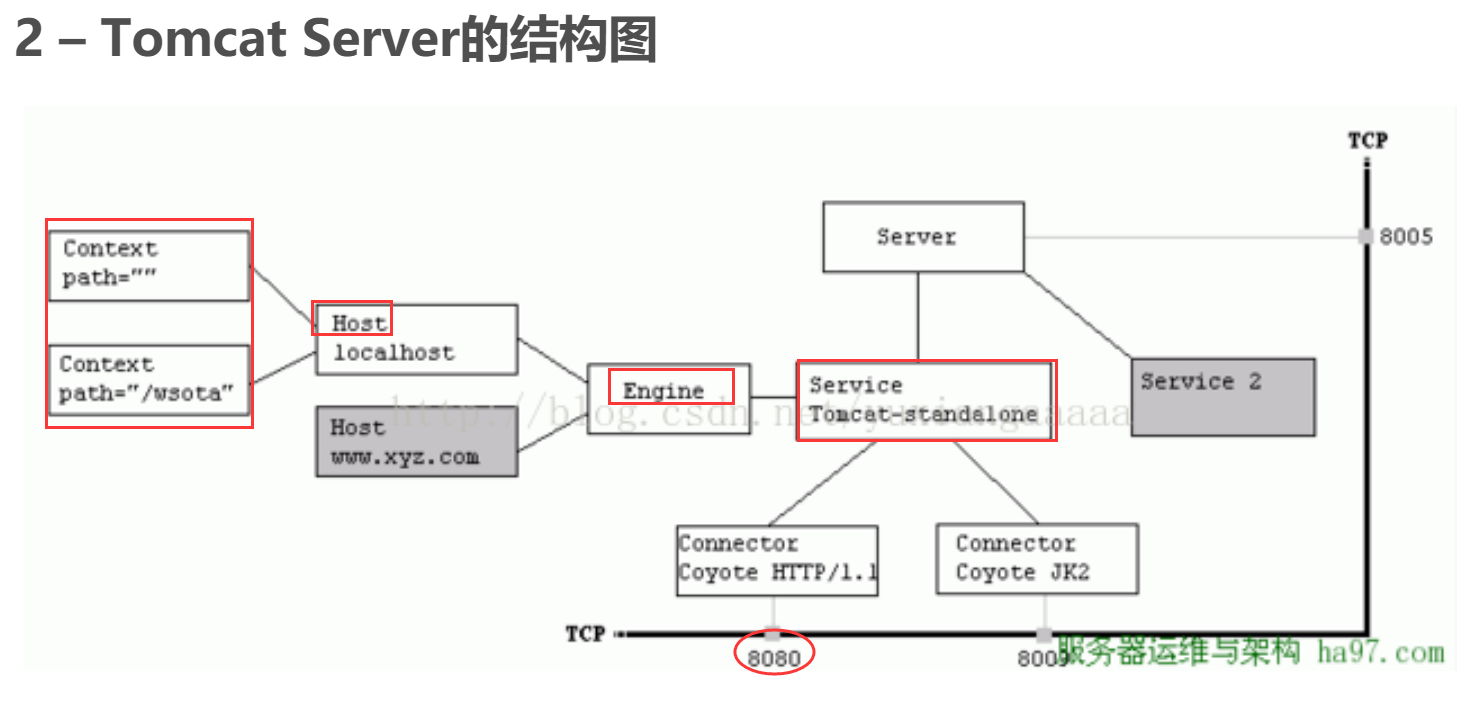 2 – Tomcat Server的结构图
TCP
Server
8005
Context
path=""
Host
localhost
Context
path="/wsota"
Engine
Service
Tomcat-standalone
Service 2
Host
www.xyz.com
Connector
Coyote HTTP/1.1
Connector
Coyote JK2
TCP
8080
8009
服务器运维与架构 ha97.com